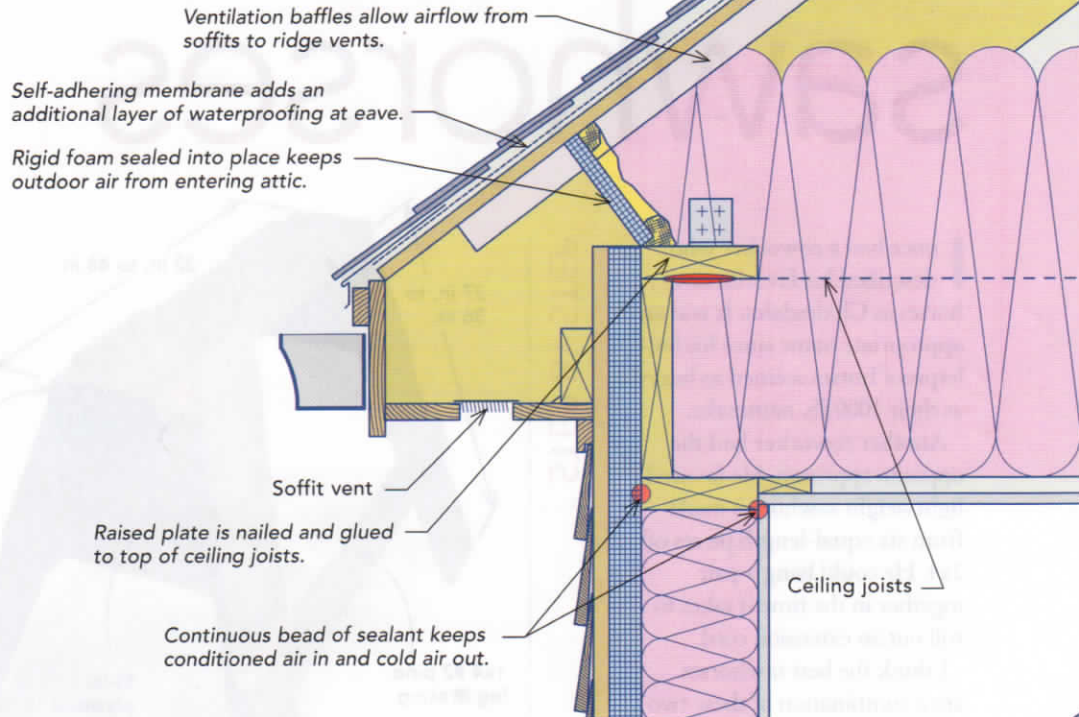 Ventilation baffles allow airflow from
soffits to ridge vents.
Self-adhering membrane adds an
additional layer of waterproofing at eave.
Rigid foam sealed into place keeps
outdoor air from entering attic.
Soffit vent
Raised plate is nailed and glued
to top of ceiling joists.
Ceiling joists
Continuous bead of sealant keeps
conditioned air in and cold air out.